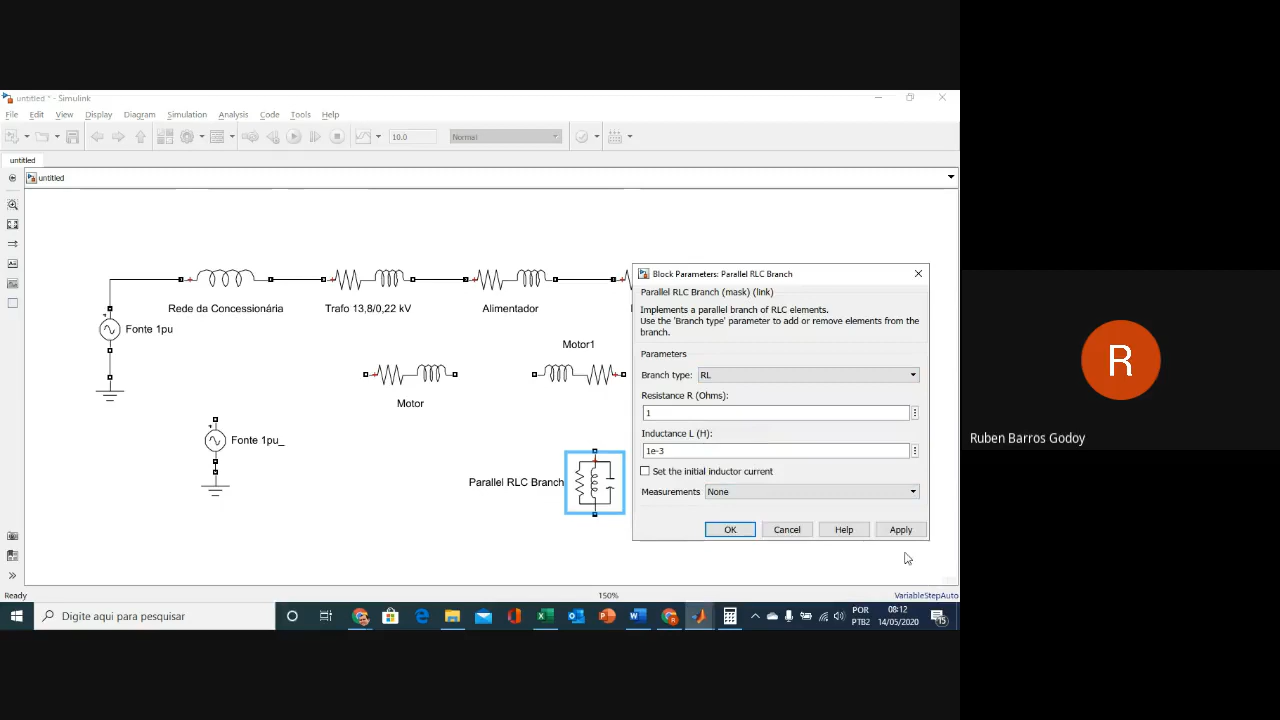 untitled * - Simulink
File Edit View Display Diagram Simulation Analysis Code Tools Help
10.0 Normal
untitled
untitled
Rede da Concessionária Trafo 13,8/0,22 kV Alimentador
Fonte 1pu
Motor1
Motor
Fonte 1pu_
Parallel RLC Branch
Block Parameters: Parallel RLC Branch
Parallel RLC Branch (mask) (link)
Implements a parallel branch of RLC elements.
Use the 'Branch type' parameter to add or remove elements from the
branch.
Parameters
Branch type: RL
Resistance R (Ohms):
1
Inductance L (H):
1e-3
Set the initial inductor current
Measurements None
OK Cancel Help Apply
Ready 150% VariableStepAuto
Digite aqui para pesquisar
POR
PTB2
08:12
14/05/2020
15
R
Ruben Barros Godoy